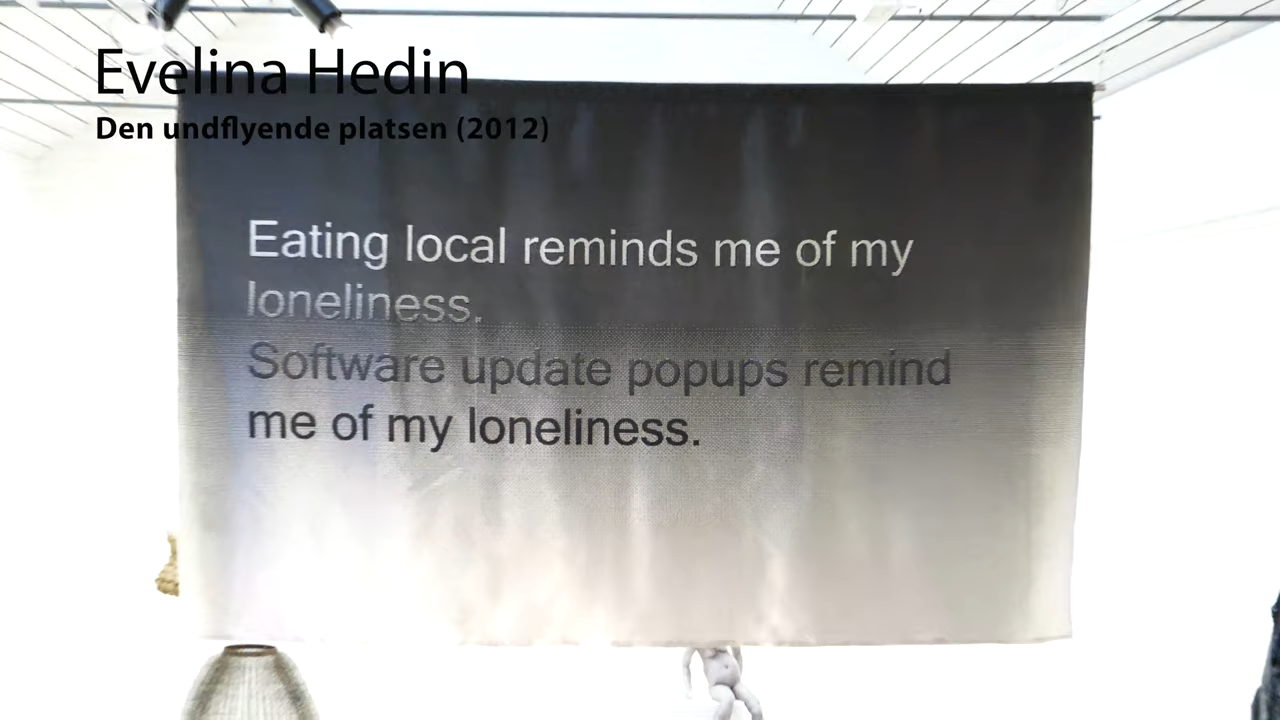 Evelina Hedin
Den undflyende platsen (2012)
Eating local reminds me of my
loneliness.
Software update popups remind
me of my loneliness.